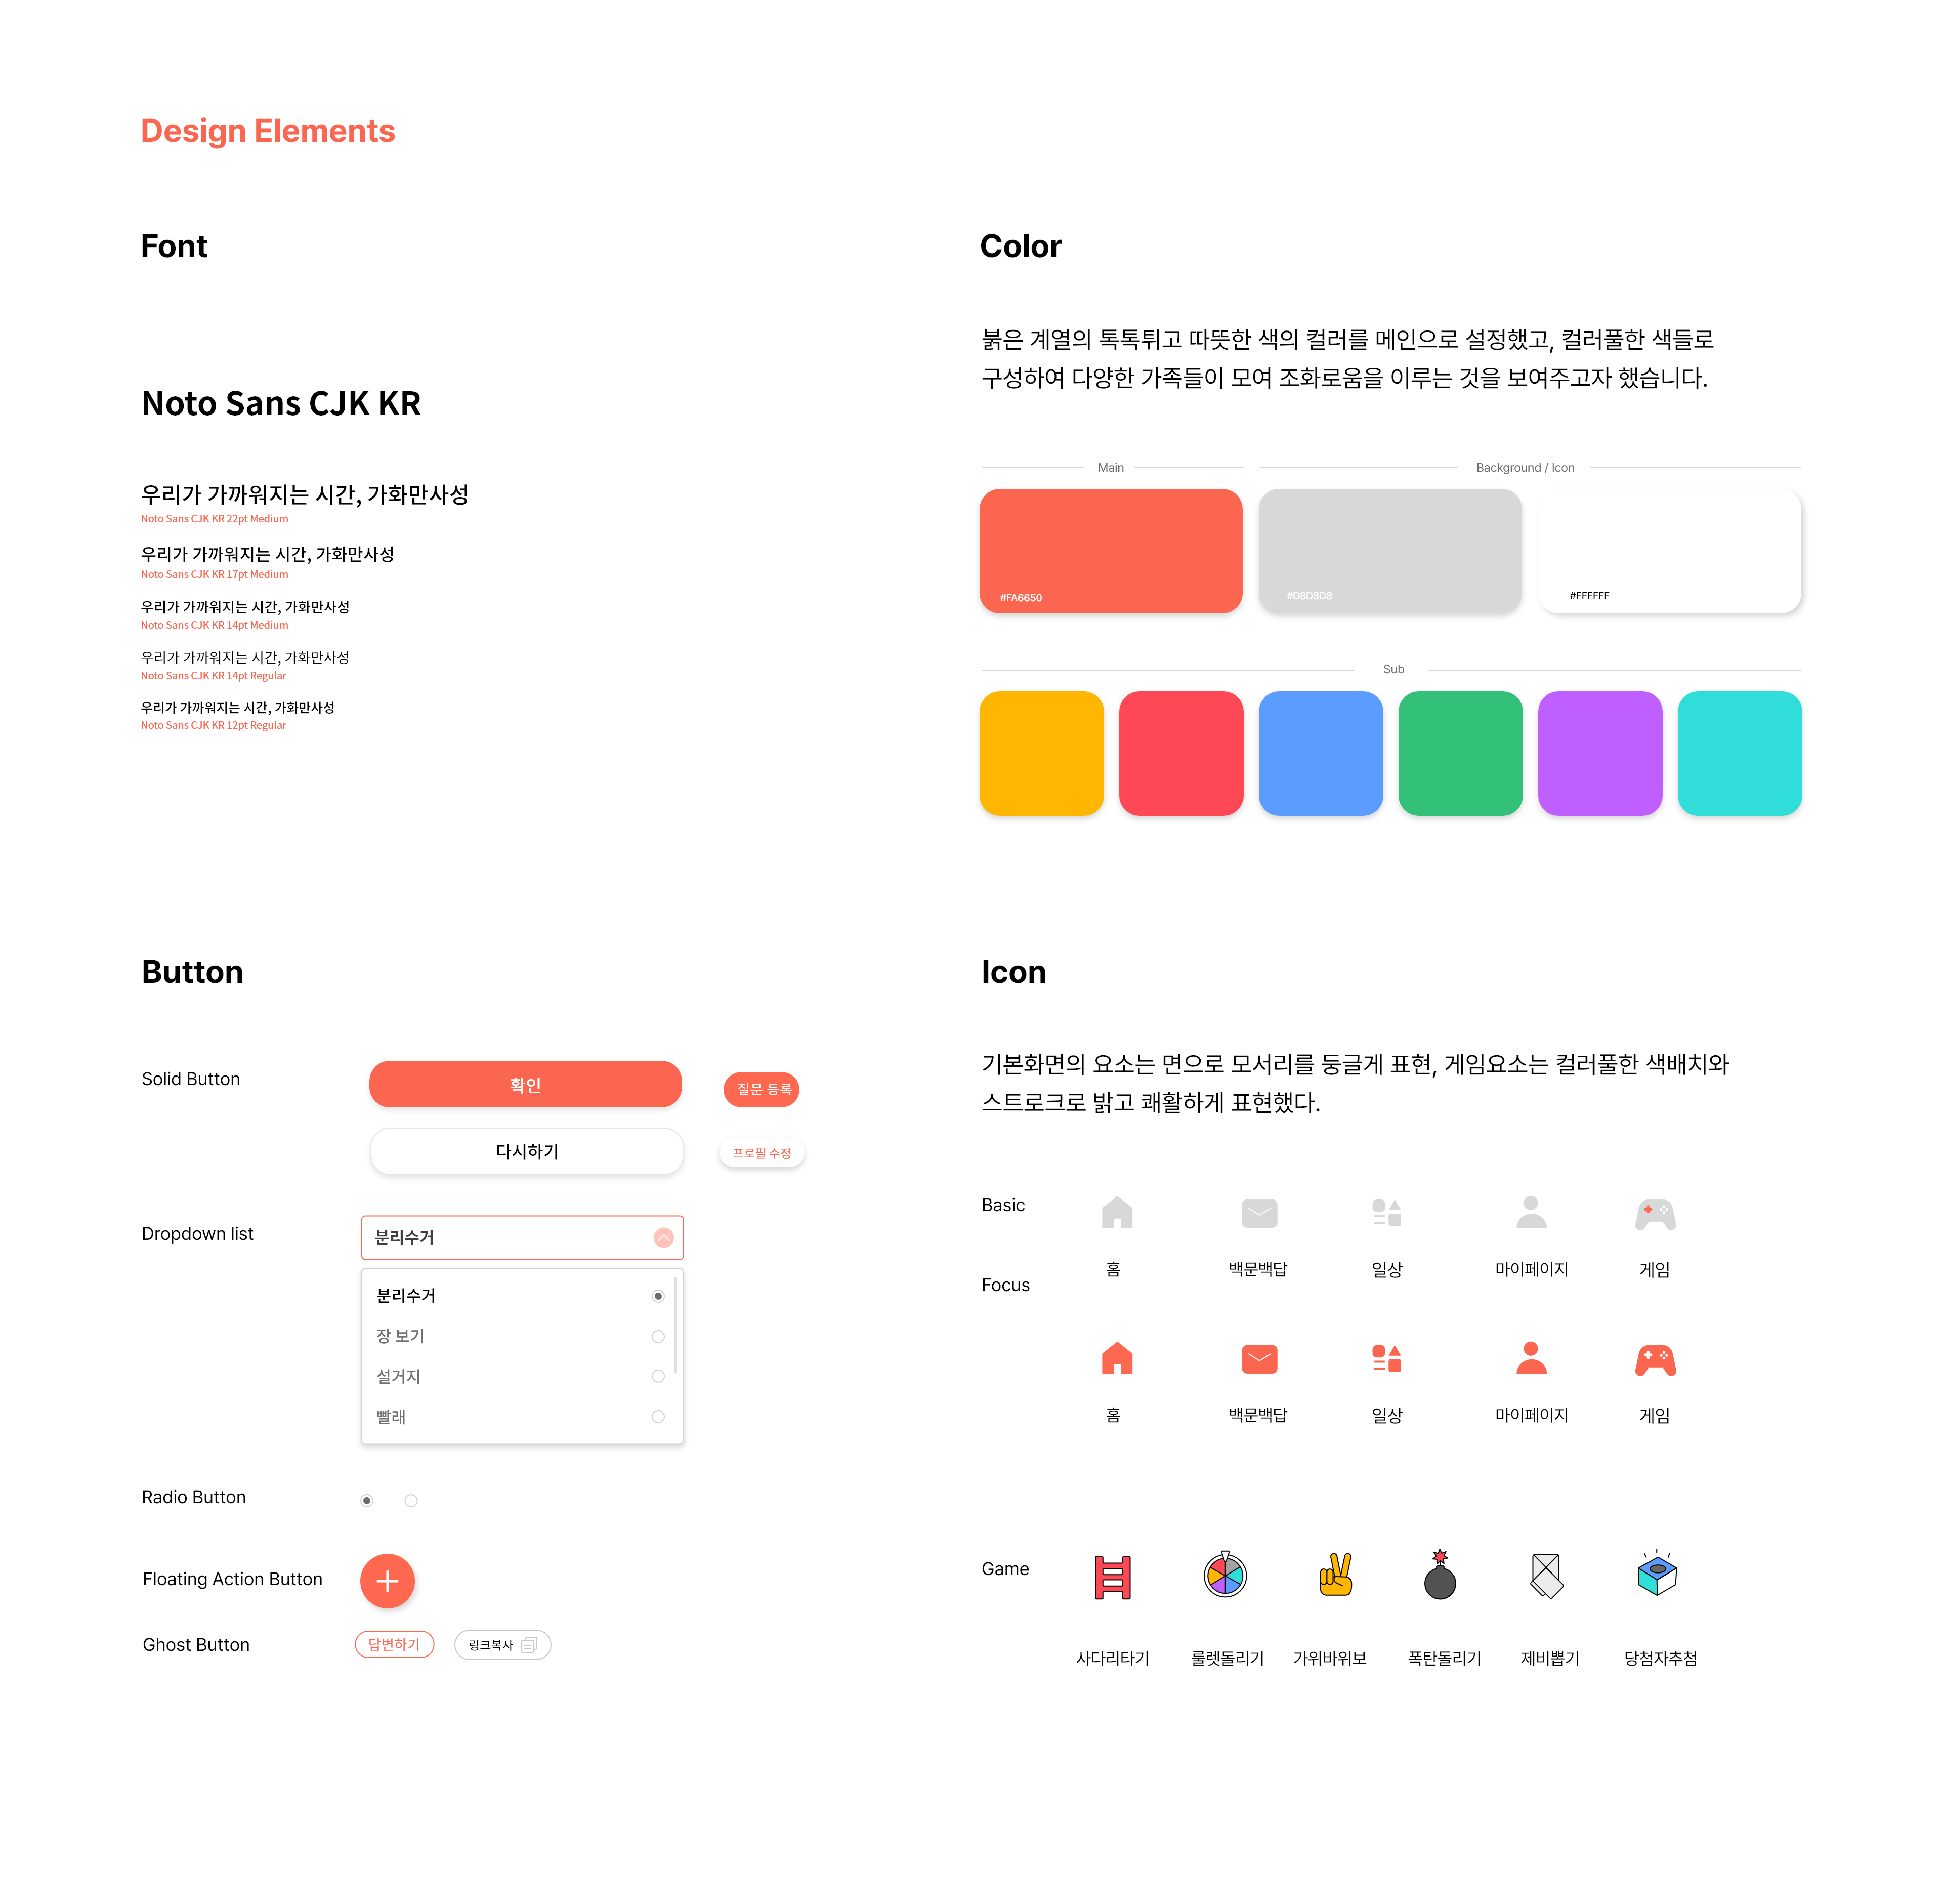 Design Elements
Font
Noto Sans CJK KR
우리가 가까워지는 시간, 가화만사성
Noto Sans CJK KR 22pt Medium
우리가 가까워지는 시간, 가화만사성
Noto Sans CJK KR 17pt Medium
우리가 가까워지는 시간, 가화만사성
Noto Sans CJK KR 14pt Medium
우리가 가까워지는 시간, 가화만사성
Noto Sans CJK KR 14pt Regular
우리가 가까워지는 시간, 가화만사성
Noto Sans CJK KR 12pt Regular
Color
붉은 계열의 톡톡튀고 따뜻한 색의 컬러를 메인으로 설정했고, 컬러풀한 색들로
구성하여 다양한 가족들이 모여 조화로움을 이루는 것을 보여주고자 했습니다.
Main
Background / Icon
#FA6650
#D8D8D8
#FFFFFF
Sub
Button
Solid Button
확인
질문 등록
다시하기
프로필 수정
Dropdown list
분리수거
분리수거
장 보기
설거지
빨래
Radio Button
Floating Action Button
Ghost Button
답변하기
링크복사
Icon
기본화면의 요소는 면으로 모서리를 둥글게 표현, 게임요소는 컬러풀한 색배치와
스트로크로 밝고 쾌활하게 표현했다.
Basic
홈
백문백답
일상
마이페이지
게임
Focus
홈
백문백답
일상
마이페이지
게임
Game
사다리타기
룰렛돌리기
가위바위보
폭탄돌리기
제비뽑기
당첨자추첨